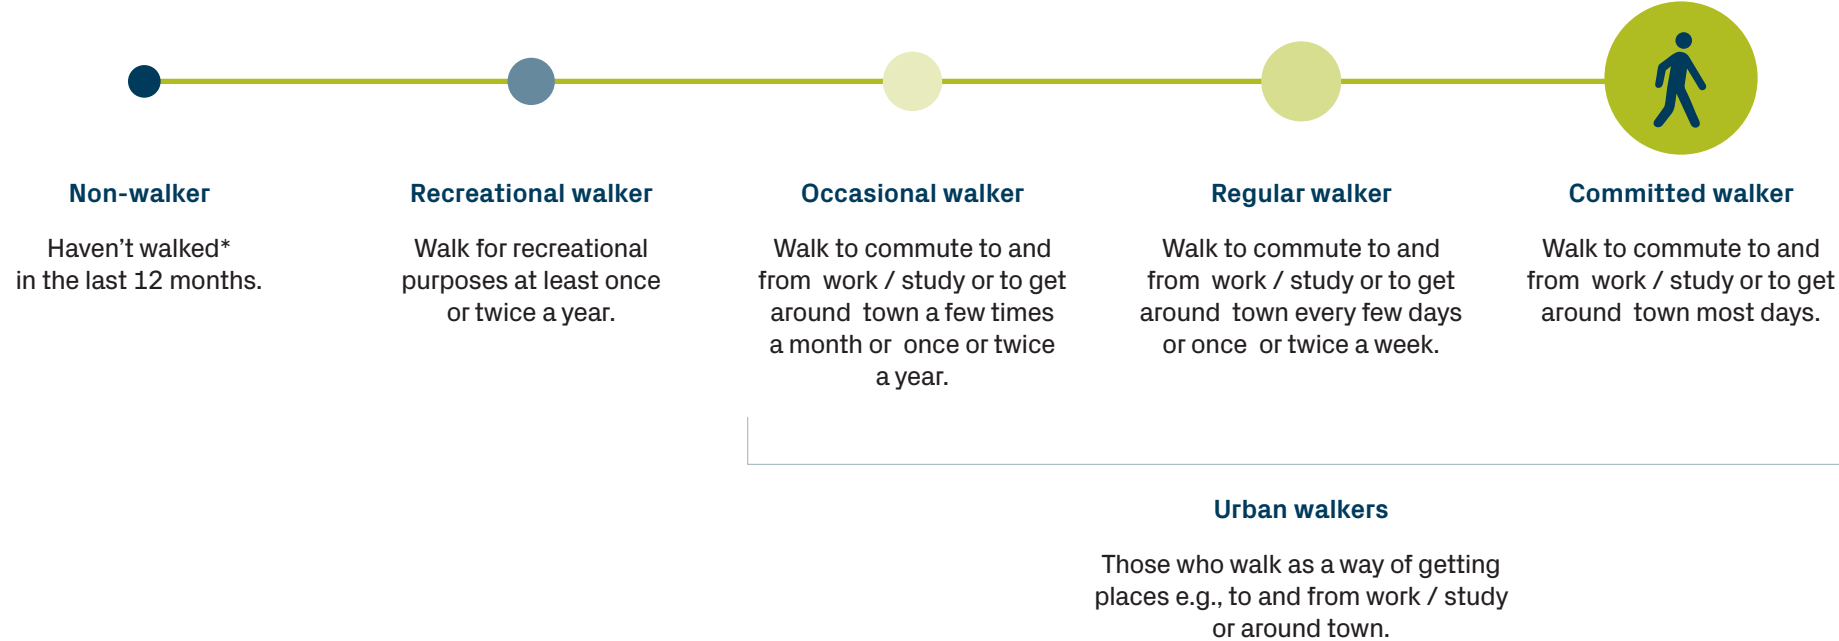 Non-walker
Haven't walked*
in the last 12 months.
Recreational walker
Walk for recreational
purposes at least once
or twice a year.
Occasional walker
Walk to commute to and
from work / study or to get
around town a few times
a month or once or twice
a year.
Regular walker
Walk to commute to and
from work / study or to get
around town every few days
or once or twice a week.
Committed walker
Walk to commute to and
from work / study or to get
around town most days.
Urban walkers
Those who walk as a way of getting
places e.g., to and from work / study
or around town.